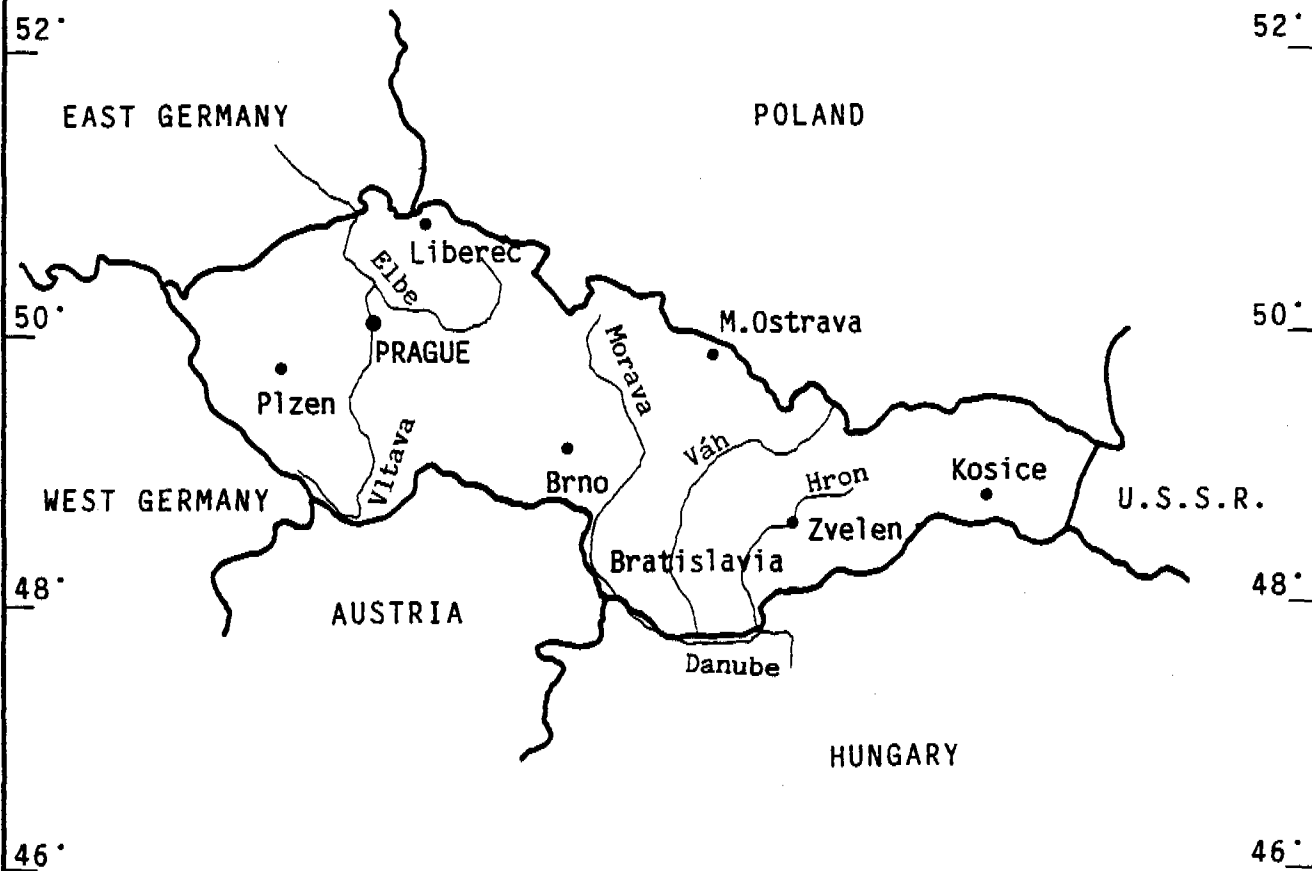 52°
52°
EAST GERMANY
POLAND
Liberec
Elbe
50°
50°
M.Ostrava
PRAGUE
Morava
Plzen
Vltava
Váh
Kosice
Brno
Hron
WEST GERMANY
U.S.S.R.
Zvelen
Bratislavia
48°
48°
AUSTRIA
Danube
HUNGARY
46°
46°